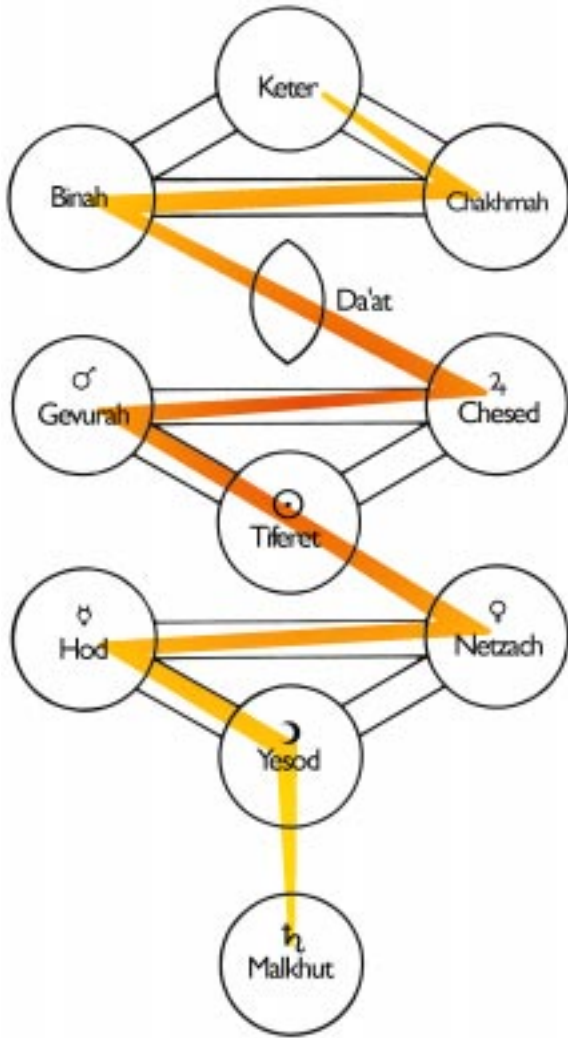 Keter
Binah
Chakhmah
Da'at
♂
Gevurah
♃
Chesed
☉
Tiferet
☿
Hod
♀
Netzach
☽
Yesod
♄
Malkhut